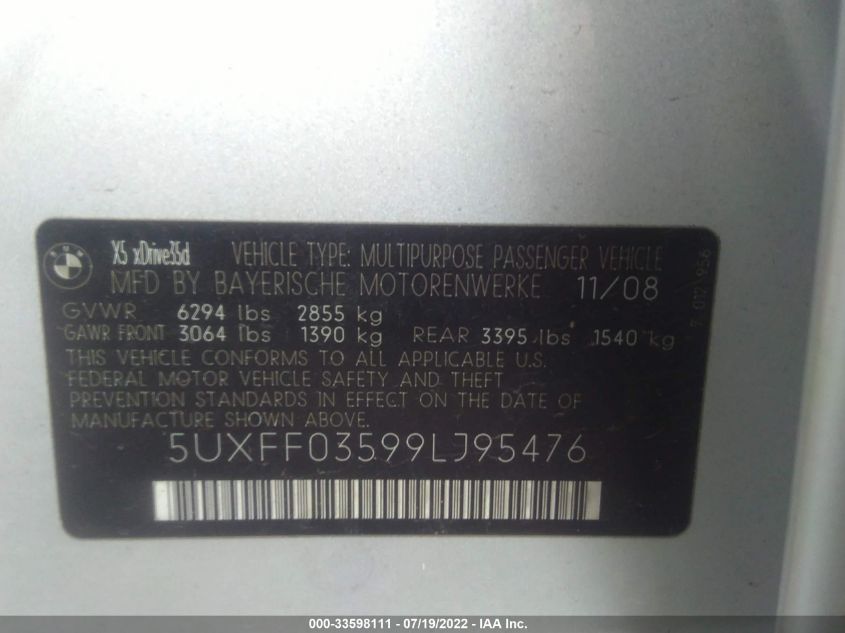 X5 xDrive35d VEHICLE TYPE: MULTIPURPOSE PASSENGER VEHICLE
MFD BY BAYERISCHE MOTORENWERKE 11/08
GVWR 6294 lbs 2855 kg
GAWR FRONT 3064 lbs 1390 kg REAR 3395 lbs 1540 kg
THIS VEHICLE CONFORMS TO ALL APPLICABLE U.S.
FEDERAL MOTOR VEHICLE SAFETY AND THEFT
PREVENTION STANDARDS IN EFFECT ON THE DATE OF
MANUFACTURE SHOWN ABOVE.
5UXFF03599LJ95476
7 012 956
000-33598111 - 07/19/2022 - IAA Inc.